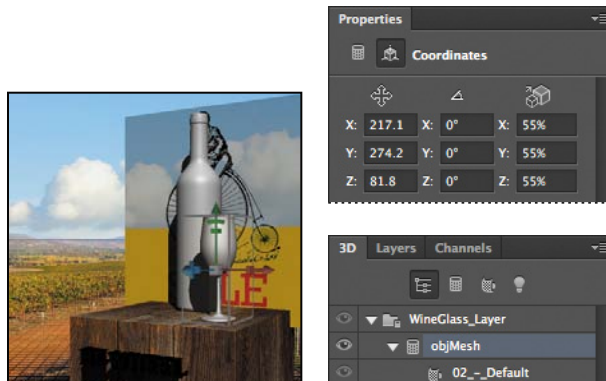 Properties
Coordinates
X: 217.1 X: 0° X: 55%
Y: 274.2 Y: 0° Y: 55%
Z: 81.8 Z: 0° Z: 55%
LE
3D Layers Channels
WineGlass_Layer
objMesh
02_-_Default